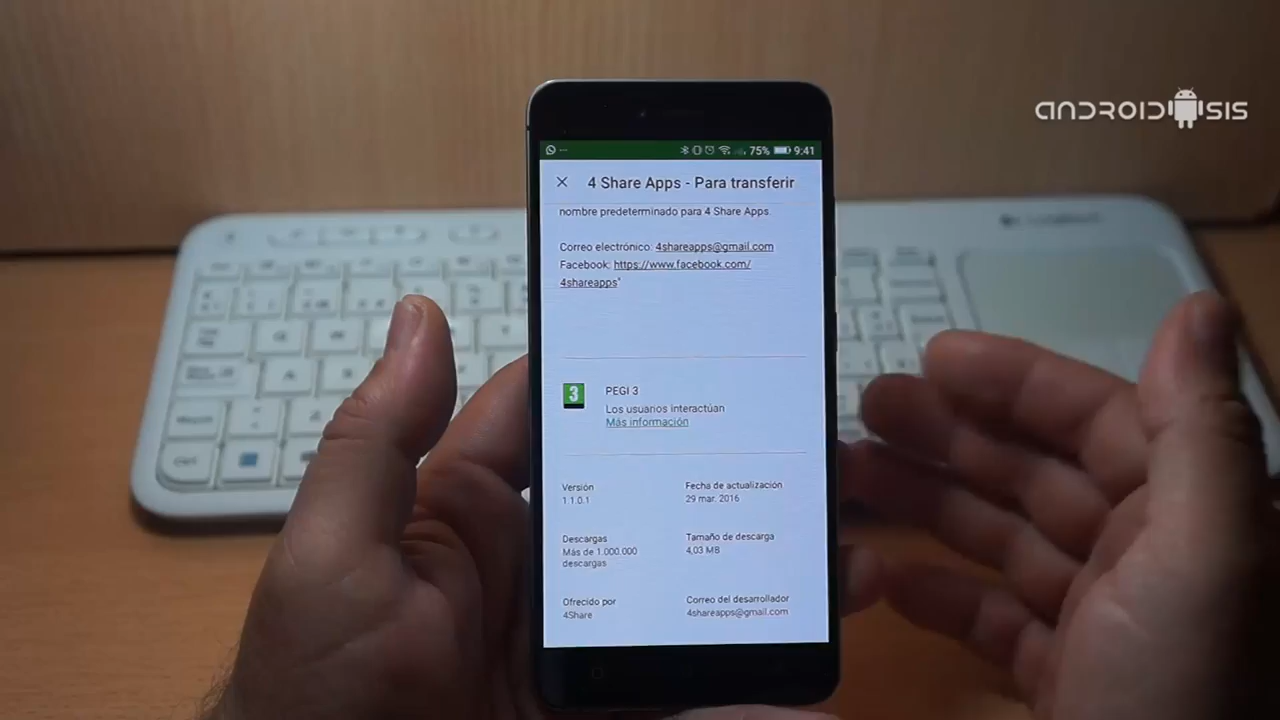 ANDROIDSIS
75% 9:41
4 Share Apps - Para transferir
nombre predeterminado para 4 Share Apps.
Correo electrónico: 4shareapps@gmail.com
Facebook: https://www.facebook.com/
4shareapps"
3
PEGI 3
Los usuarios interactúan
Más información
Versión
1.1.0.1
Fecha de actualización
29 mar. 2016
Descargas
Más de 1.000.000
descargas
Tamaño de descarga
4,03 MB
Ofrecido por
4Share
Correo del desarrollador
4shareapps@gmail.com
Ctrl